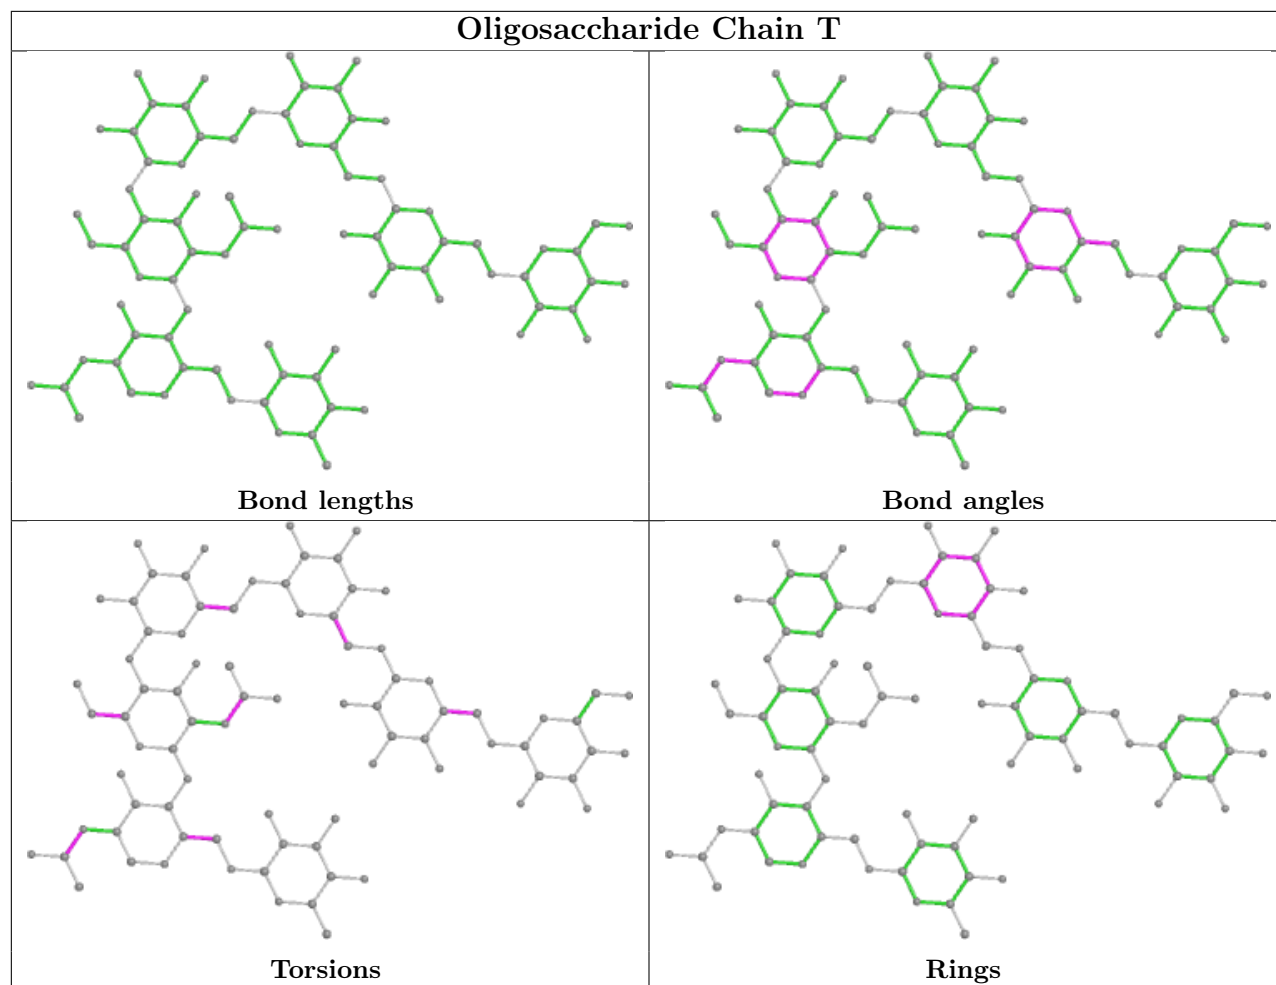 Oligosaccharide Chain T
Bond lengths
Bond angles
Torsions
Rings